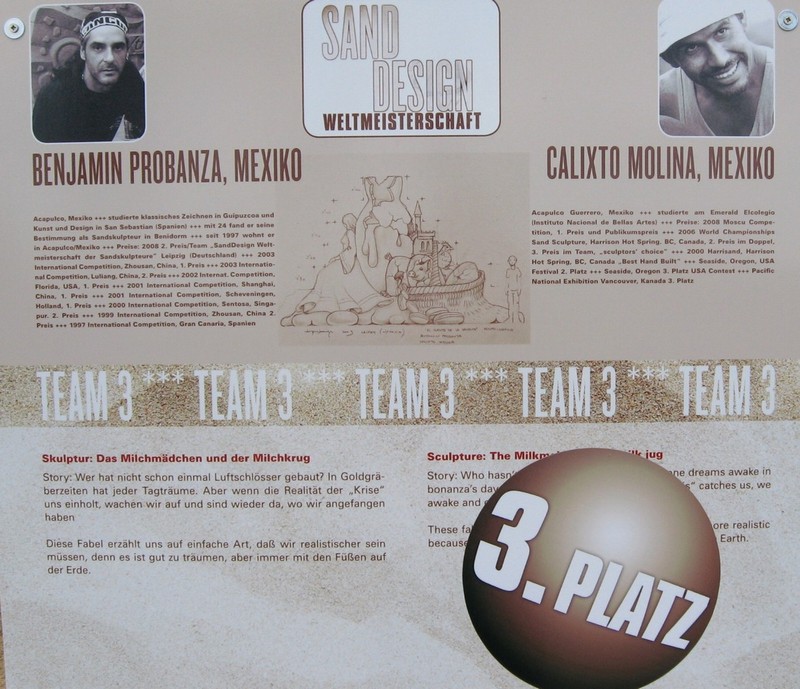 SAND
DESIGN
WELTMEISTERSCHAFT
BENJAMIN PROBANZA, MEXIKO
Acapulco, Mexiko +++ studierte klassisches Zeichnen in Guipuzcoa und
Kunst und Design in San Sebastian (Spanien) +++ mit 24 fand er seine
Bestimmung als Sandskulpteur in Benidorm +++ seit 1997 wohnt er
in Acapulco/Mexiko +++ Preise: 2008 2. Preis/Team „SandDesign Welt-
meisterschaft der Sandskulpteure" Leipzig (Deutschland) +++ 2003
International Competition, Zhousan, China, 1. Preis +++ 2003 Internatio-
nal Competition, Luliang, China, 2. Preis +++ 2002 Internat. Competition,
Florida, USA, 1. Preis +++ 2001 International Competition, Shanghai,
China, 1. Preis +++ 2001 International Competition, Scheveningen,
Holland, 1. Preis +++ 2000 International Competition, Sentosa, Singa-
pur. 2. Preis +++ 1999 International Competition, Zhousan, China 2.
Preis +++ 1997 International Competition, Gran Canaria, Spanien
CALIXTO MOLINA, MEXIKO
Acapulco Guerraro, Mexiko +++ studierte am Emerald Elcolegio
(Instituto Nacional de Bellas Artes) +++ Preise: 2008 Moscu Compe-
tition, 1. Preis und Publikumspreis +++ 2006 World Championships
Sand Sculpture, Harrison Hot Spring. BC, Canada, 2. Preis im Doppel,
3. Preis im Team, „sculptors' choice" +++ 2000 Harrisand, Harrison
Hot Spring, BC, Canada „Best Hand Built" +++ Seaside, Oregon, USA
Festival 2. Platz +++ Seaside, Oregon 3. Platz USA Contest +++ Pacific
National Exhibition Vancouver, Kanada 3. Platz
TEAM 3 *** TEAM 3 *** TEAM 3 *** TEAM 3 *** TEAM 3
Skulptur: Das Milchmädchen und der Milchkrug
Story: Wer hat nicht schon einmal Luftschlösser gebaut? In Goldgrä-
berzeiten hat jeder Tagträume. Aber wenn die Realität der „Krise"
uns einholt, wachen wir auf und sind wieder da, wo wir angefangen
haben
Diese Fabel erzählt uns auf einfache Art, daß wir realistischer sein
müssen, denn es ist gut zu träumen, aber immer mit den Füßen auf
der Erde.
Sculpture: The jug
Story: Who dreams awake in
bonanza's catches us, we
awake and
These realistic
Earth.
3. PLATZ